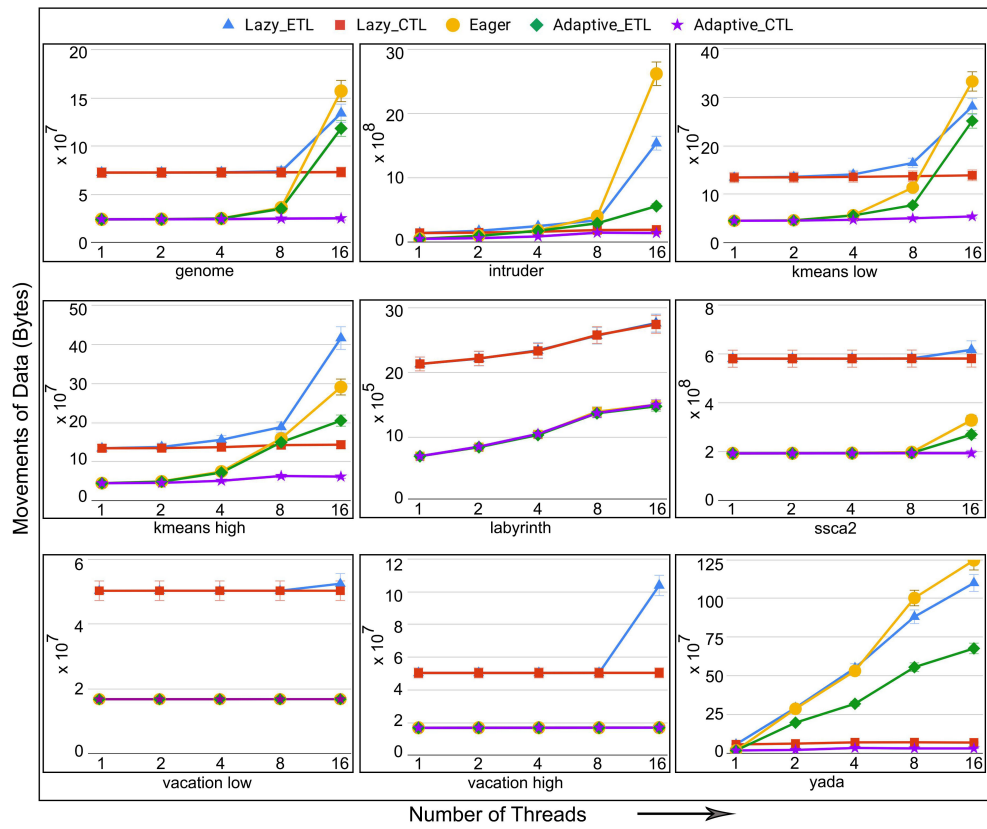 Lazy_ETL Lazy_CTL Eager Adaptive_ETL Adaptive_CTL
Movements of Data (Bytes)
20
15
10
5
0
x 10^7
1 2 4 8 16
genome
30
20
10
0
x 10^8
1 2 4 8 16
intruder
40
30
20
10
0
x 10^7
1 2 4 8 16
kmeans low
50
40
30
20
10
0
x 10^7
1 2 4 8 16
kmeans high
30
20
10
0
x 10^5
1 2 4 8 16
labyrinth
8
6
4
2
0
x 10^8
1 2 4 8 16
ssca2
6
4
2
0
x 10^7
1 2 4 8 16
vacation low
12
10
8
6
4
2
0
x 10^7
1 2 4 8 16
vacation high
125
100
75
50
25
0
x 10^7
1 2 4 8 16
yada
Number of Threads